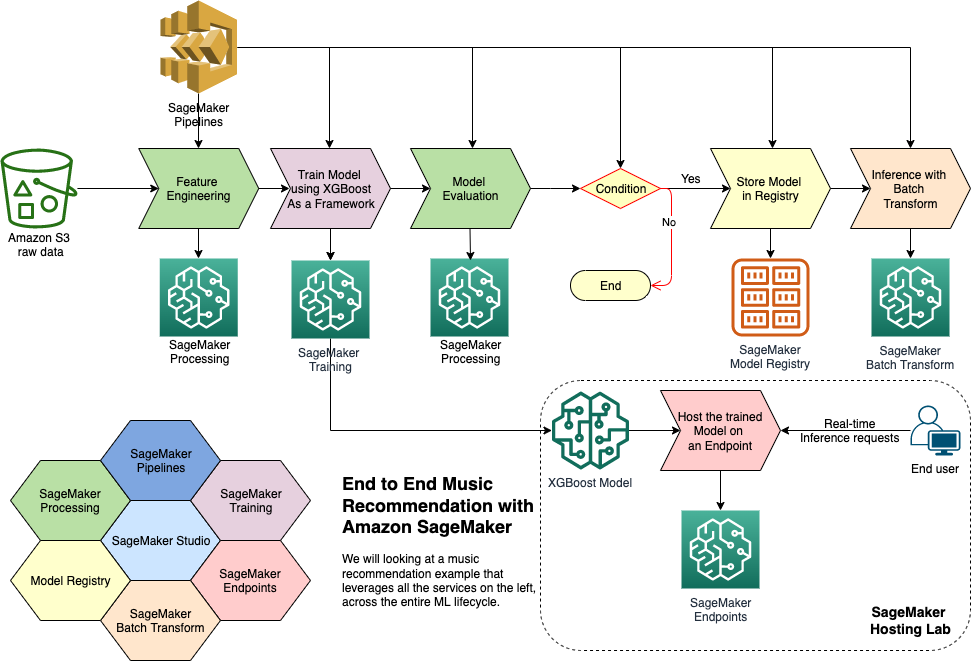 SageMaker
Pipelines
Feature
Engineering
Train Model
using XGBoost
As a Framework
Model
Evaluation
Condition
Yes
No
Store Model
in Registry
Inference with
Batch
Transform
Amazon S3
raw data
End
SageMaker
Processing
SageMaker
Training
SageMaker
Processing
SageMaker
Model Registry
SageMaker
Batch Transform
XGBoost Model
Host the trained
Model on
an Endpoint
Real-time
Inference requests
End user
SageMaker
Endpoints
SageMaker
Hosting Lab
SageMaker
Pipelines
SageMaker
Processing
SageMaker
Training
SageMaker Studio
Model Registry
SageMaker
Endpoints
SageMaker
Batch Transform
End to End Music
Recommendation with
Amazon SageMaker
We will looking at a music
recommendation example that
leverages all the services on the left,
across the entire ML lifecycle.